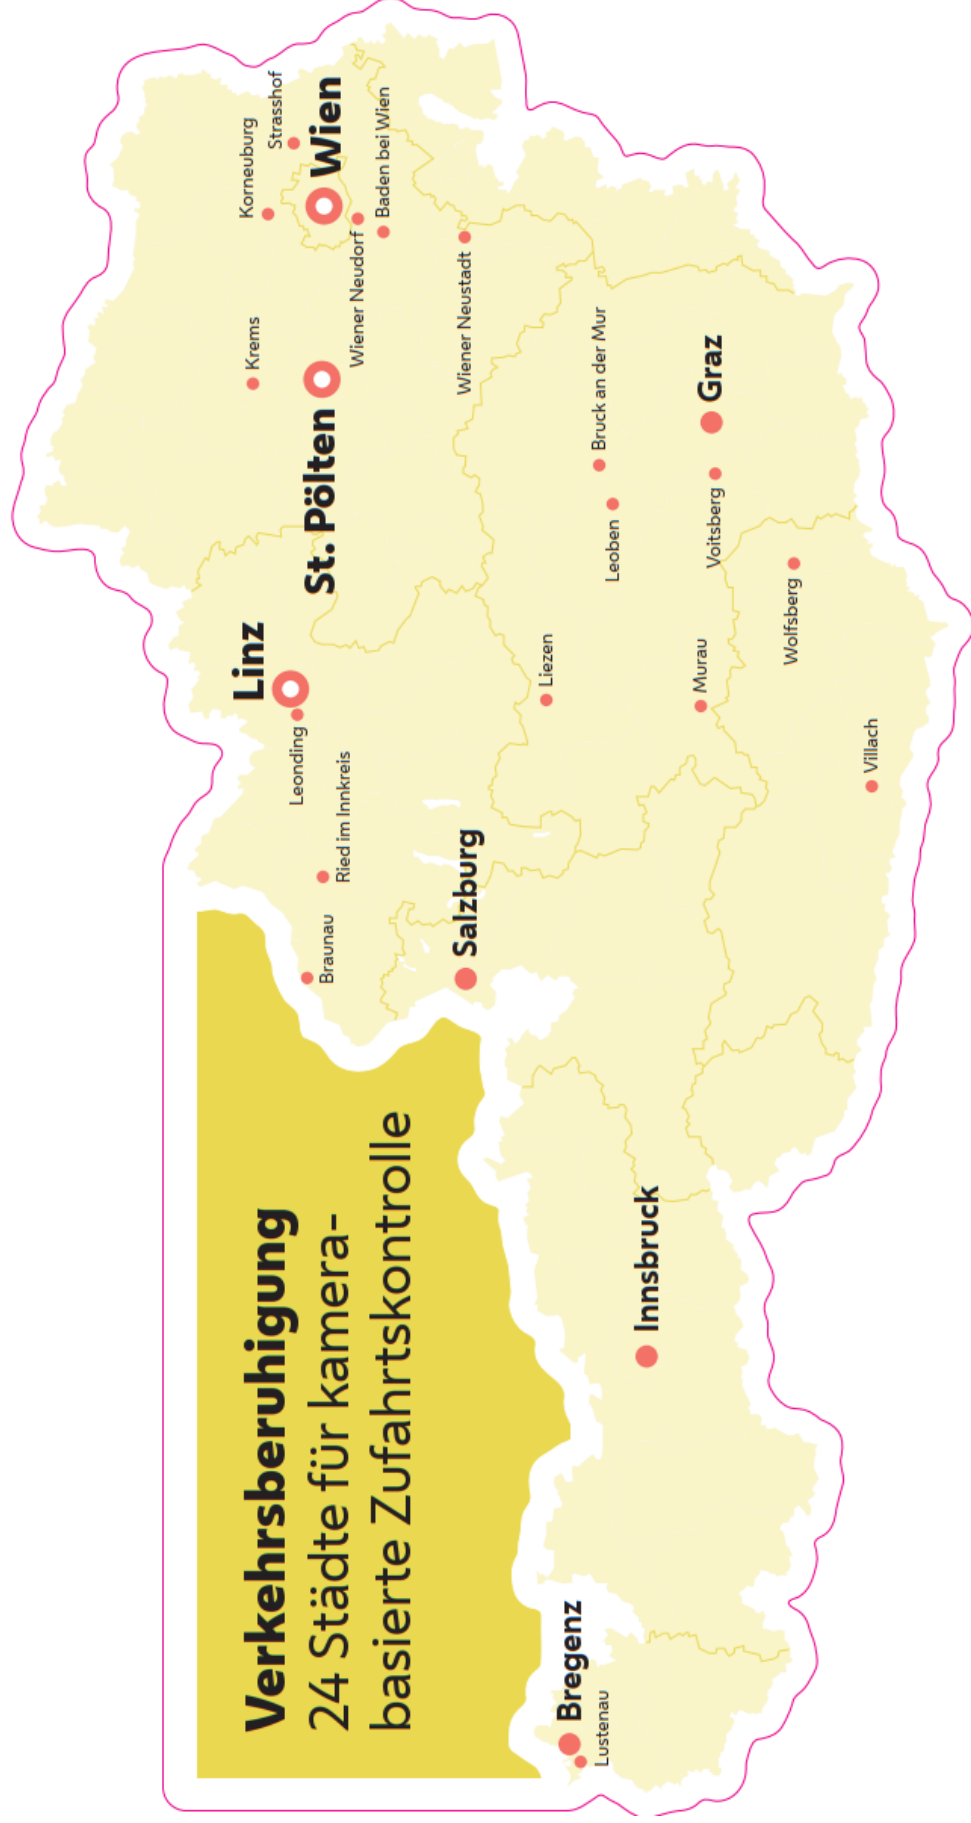 Verkehrsberuhigung
24 Städte für kamera-
basierte Zufahrtskontrolle
Korneuburg
Strasshof
Wien
Krems
Wiener Neudorf
Baden bei Wien
St. Pölten
Linz
Leonding
Ried im Innkreis
Braunau
Wiener Neustadt
Salzburg
Liezen
Bruck an der Mur
Leoben
Graz
Voitsberg
Murau
Wolfsberg
Villach
Innsbruck
Bregenz
Lustenau